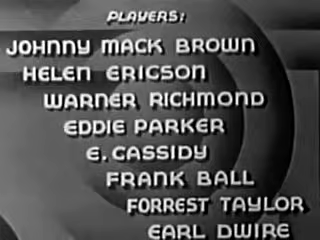 PLAYERS:
JOHNNY MACK BROWN
HELEN ERICSON
WARNER RICHMOND
EDDIE PARKER
E. CASSIDY
FRANK BALL
FORREST TAYLOR
EARL DWIRE